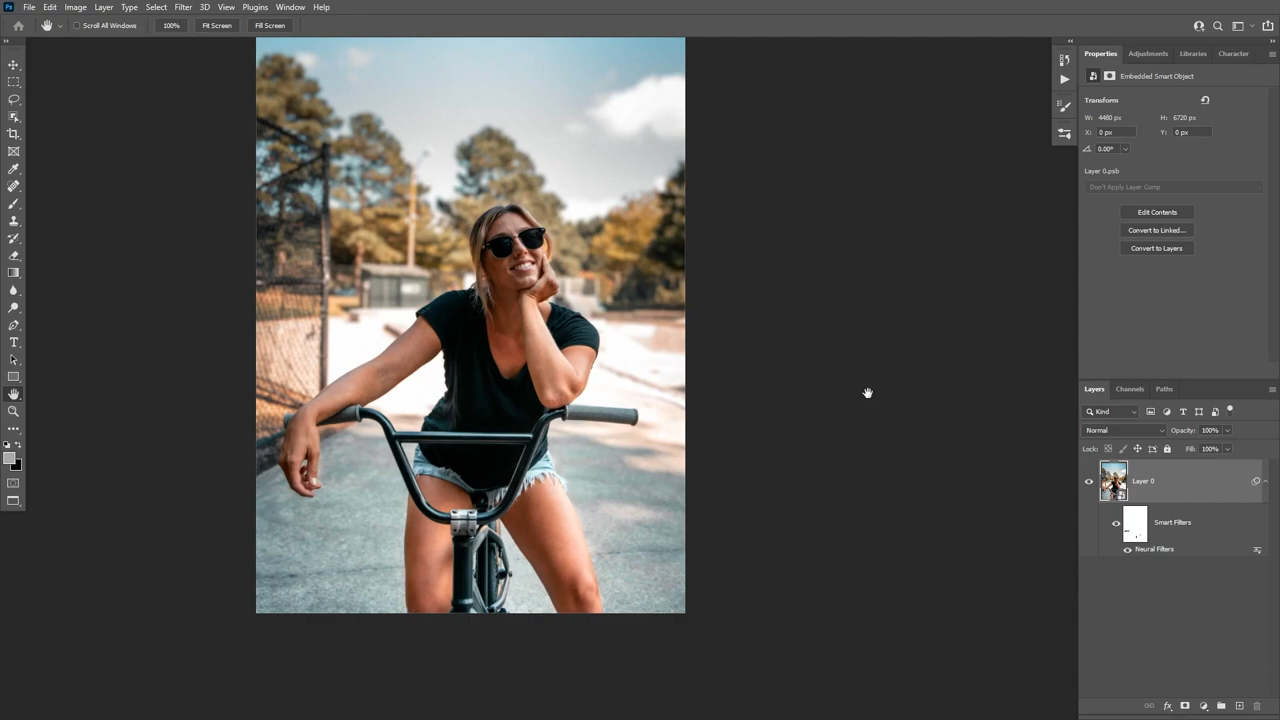 Ps File Edit Image Layer Type Select Filter 3D View Plugins Window Help
Scroll All Windows 100% Fit Screen Fill Screen
Properties Adjustments Libraries Character
Embedded Smart Object
Transform
W: 4480 px H: 6720 px
X: 0 px Y: 0 px
0.00°
Layer 0.psb
Don't Apply Layer Comp
Edit Contents
Convert to Linked...
Convert to Layers
Layers Channels Paths
Kind
Normal Opacity: 100%
Lock: Fill: 100%
Layer 0
Smart Filters
Neural Filters
fx